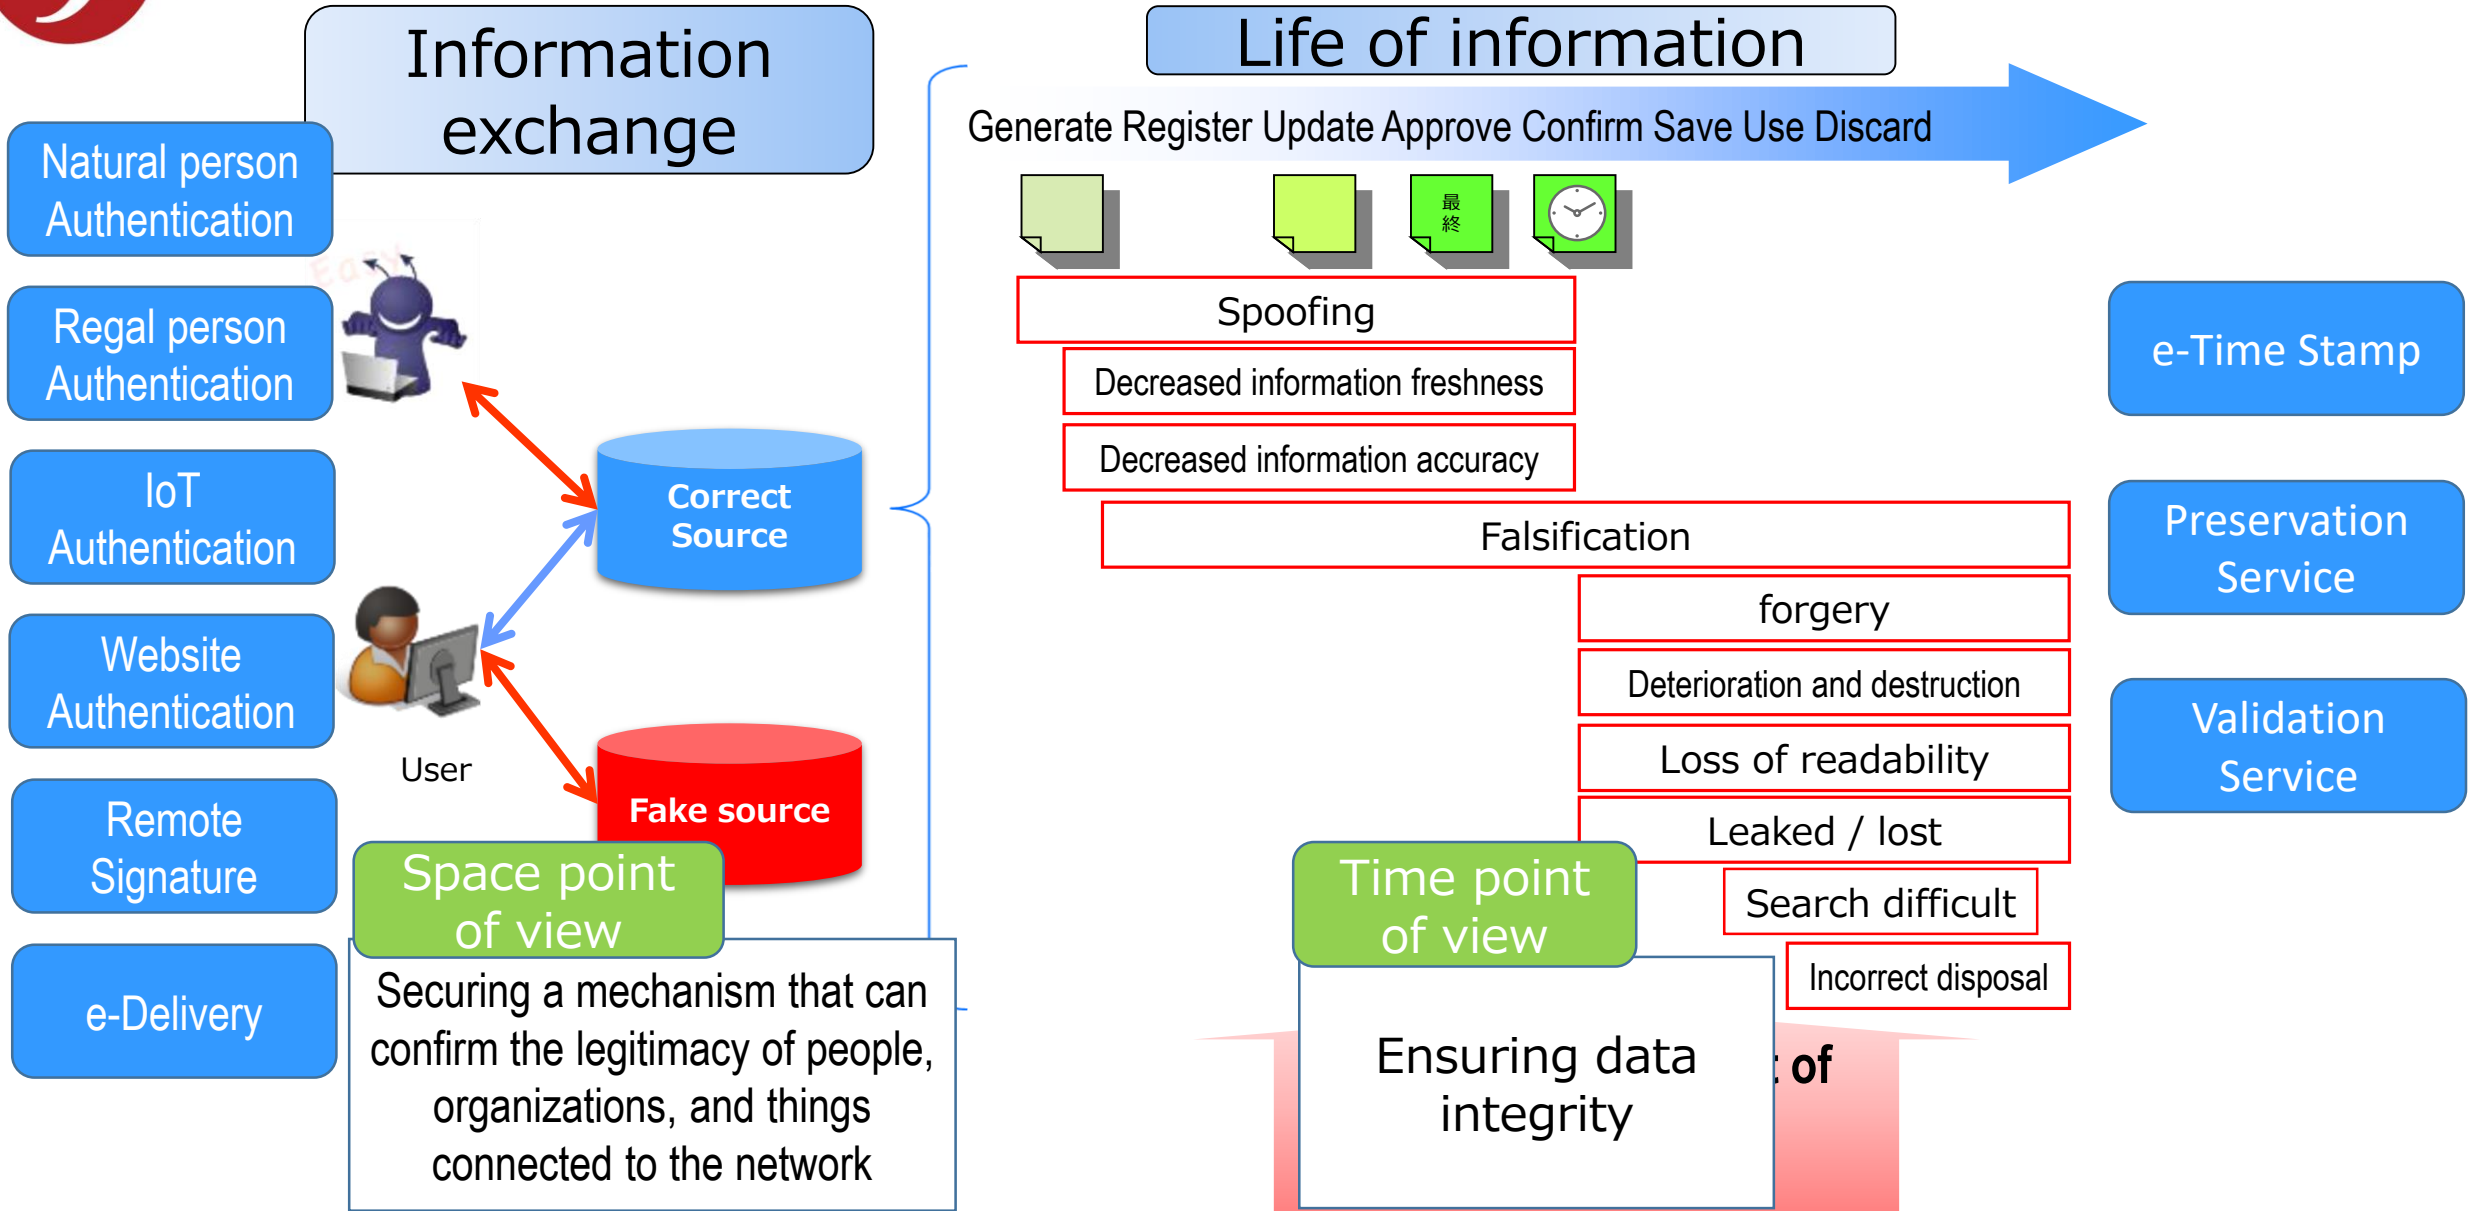 Information
exchange
Life of information
Generate Register Update Approve Confirm Save Use Discard
Natural person
Authentication
Regal person
Authentication
IoT
Authentication
Website
Authentication
Remote
Signature
e-Delivery
Easy
Correct
Source
User
Fake source
Space point
of view
Securing a mechanism that can
confirm the legitimacy of people,
organizations, and things
connected to the network
最
終
Spoofing
Decreased information freshness
Decreased information accuracy
Falsification
forgery
Deterioration and destruction
Loss of readability
Leaked / lost
Search difficult
Incorrect disposal
Time point
of view
Ensuring data
integrity
of
e-Time Stamp
Preservation
Service
Validation
Service